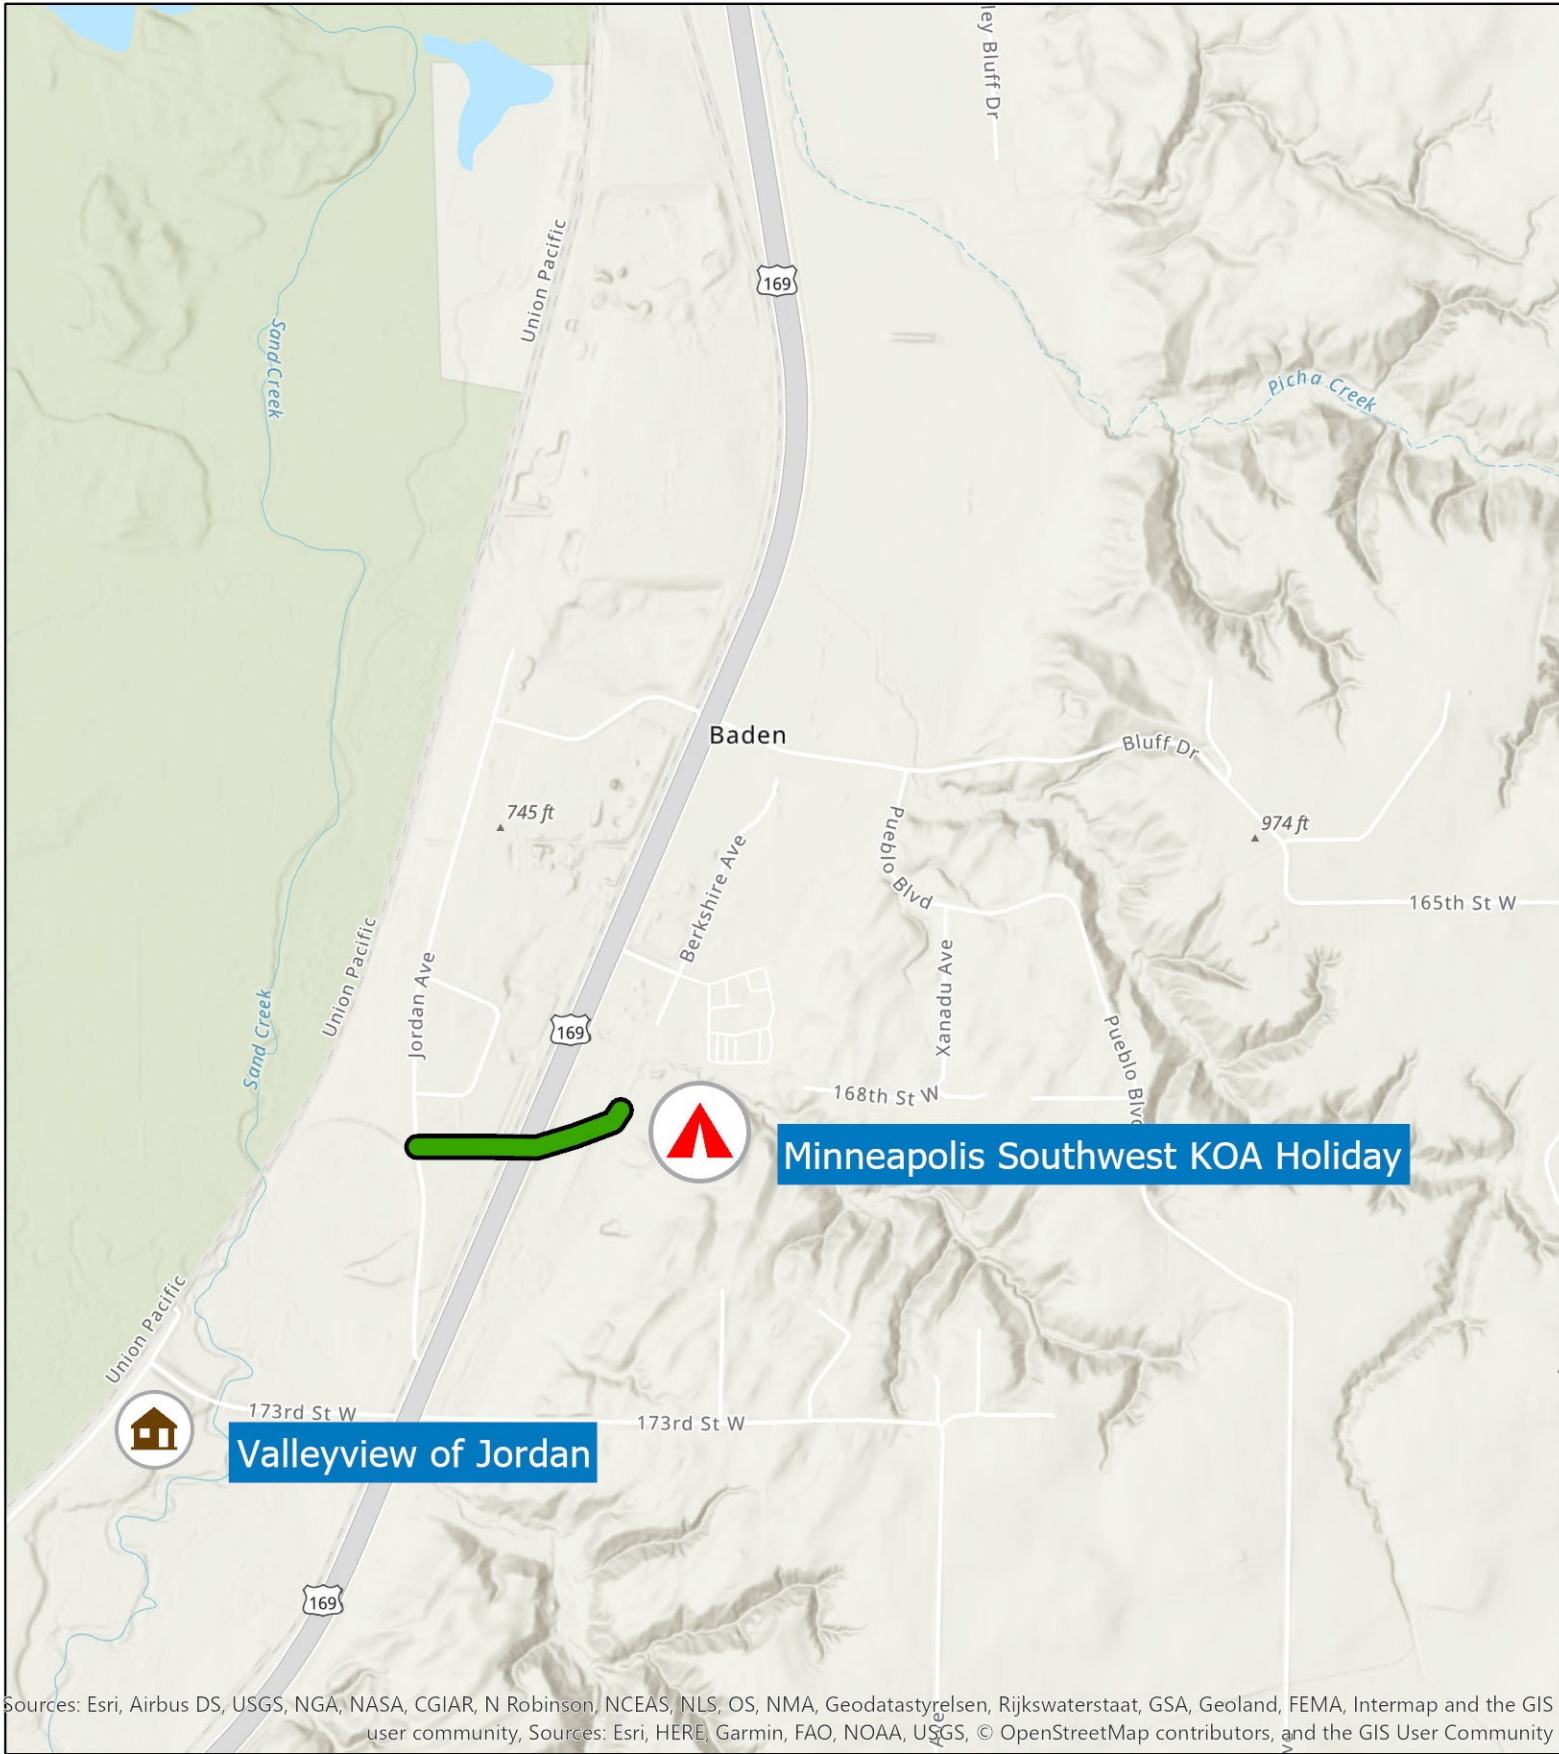 ley Bluff Dr
Union Pacific
169
Sand Creek
Picha Creek
Baden
Bluff Dr
745 ft
974 ft
Pueblo Blvd
Berkshire Ave
165th St W
Union Pacific
Jordan Ave
Xanadu Ave
Sand Creek
169
Pueblo Blvd
168th St W
Minneapolis Southwest KOA Holiday
Union Pacific
173rd St W
173rd St W
Valleyview of Jordan
169
Sources: Esri, Airbus DS, USGS, NGA, NASA, CGIAR, N Robinson, NCEAS, NLS, OS, NMA, Geodatastyrelsen, Rijkswaterstaat, GSA, Geoland, FEMA, Intermap and the GIS
user community, Sources: Esri, HERE, Garmin, FAO, NOAA, USGS, © OpenStreetMap contributors, and the GIS User Community
Ave